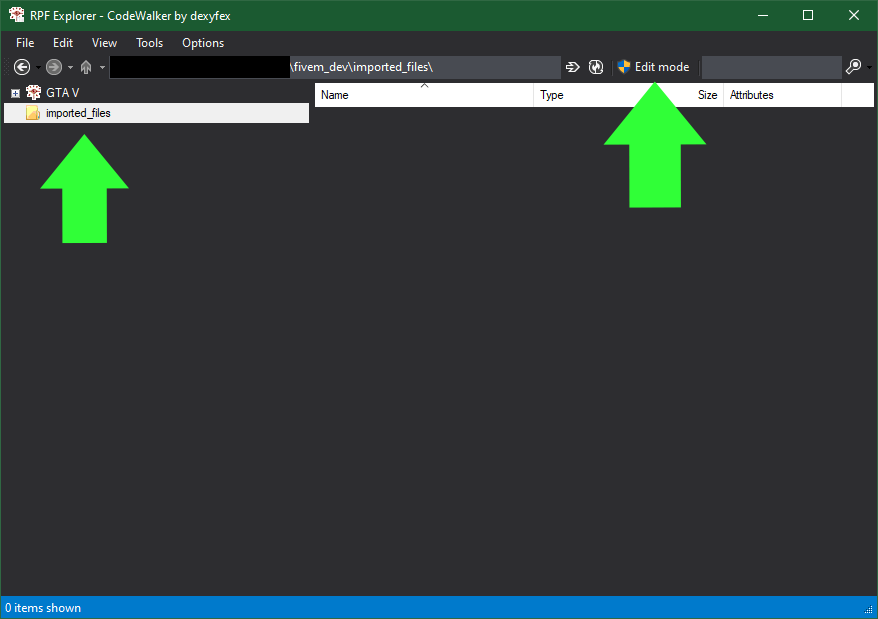 RPF Explorer - CodeWalker by dexyfex
File Edit View Tools Options
\fivem_dev\imported_files\ Edit mode
GTA V
Name Type Size Attributes
imported_files
0 items shown